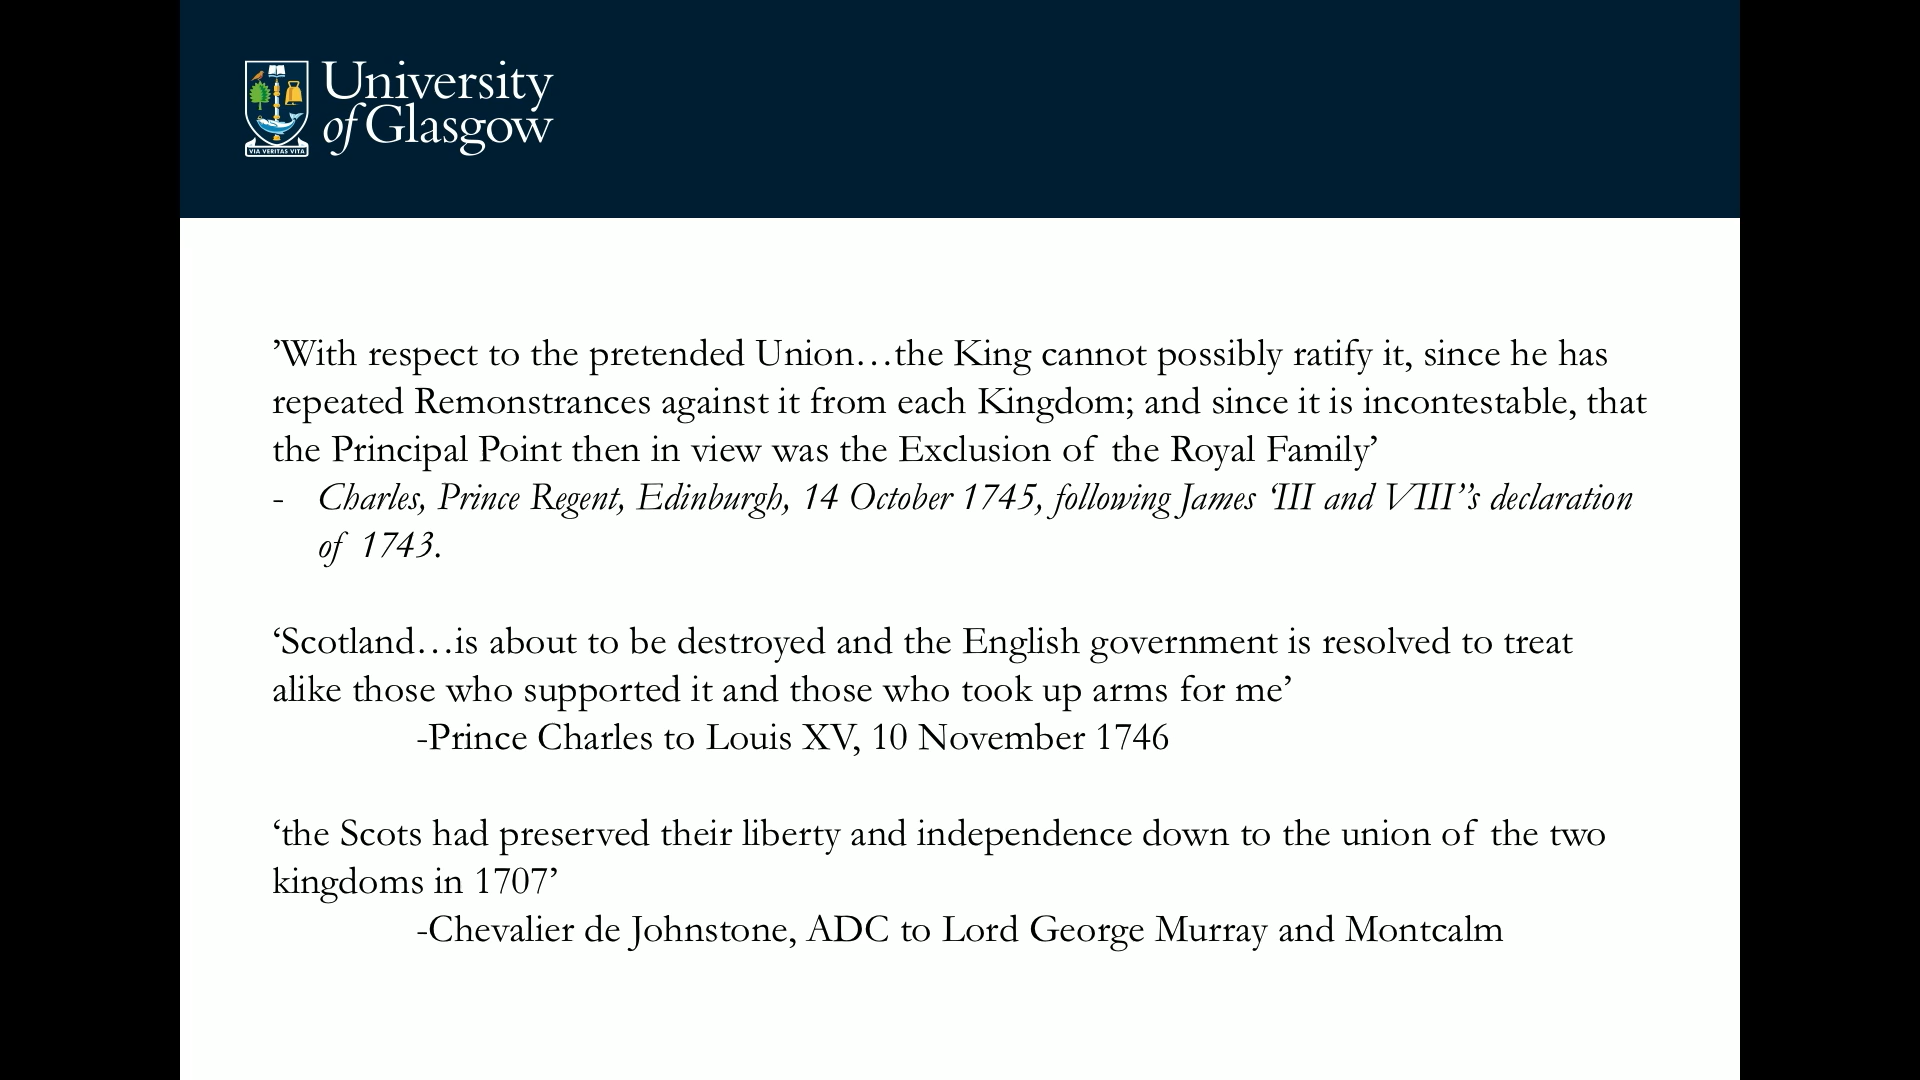 University
of Glasgow
VIA VERITAS VITA
’With respect to the pretended Union…the King cannot possibly ratify it, since he has
repeated Remonstrances against it from each Kingdom; and since it is incontestable, that
the Principal Point then in view was the Exclusion of the Royal Family’
- Charles, Prince Regent, Edinburgh, 14 October 1745, following James ‘III and VIII’’s declaration
of 1743.
‘Scotland…is about to be destroyed and the English government is resolved to treat
alike those who supported it and those who took up arms for me’
-Prince Charles to Louis XV, 10 November 1746
‘the Scots had preserved their liberty and independence down to the union of the two
kingdoms in 1707’
-Chevalier de Johnstone, ADC to Lord George Murray and Montcalm